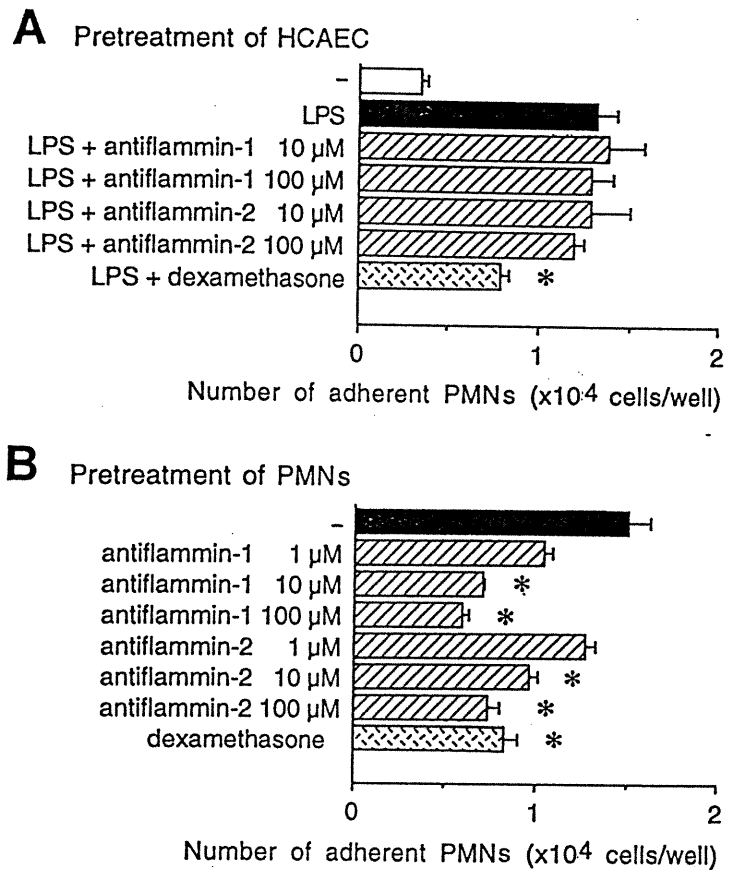 A Pretreatment of HCAEC
–
LPS
LPS + antiflammin-1 10 µM
LPS + antiflammin-1 100 µM
LPS + antiflammin-2 10 µM
LPS + antiflammin-2 100 µM
LPS + dexamethasone *
0 1 2
Number of adherent PMNs (x10⁴ cells/well)
B Pretreatment of PMNs
–
antiflammin-1 1 µM
antiflammin-1 10 µM *
antiflammin-1 100 µM *
antiflammin-2 1 µM
antiflammin-2 10 µM *
antiflammin-2 100 µM *
dexamethasone *
0 1 2
Number of adherent PMNs (x10⁴ cells/well)